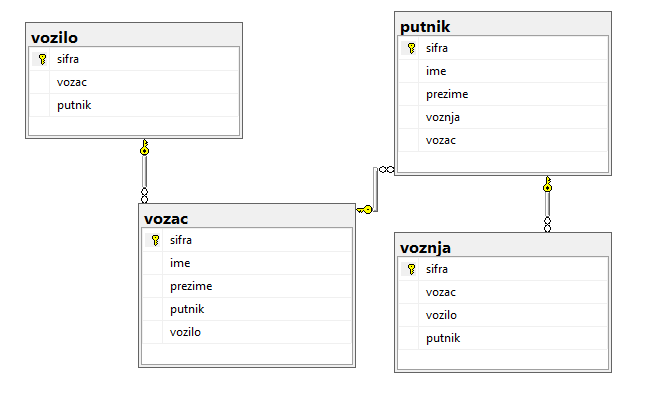 vozilo
sifra
vozac
putnik
putnik
sifra
ime
prezime
voznja
vozac
vozac
sifra
ime
prezime
putnik
vozilo
voznja
sifra
vozac
vozilo
putnik